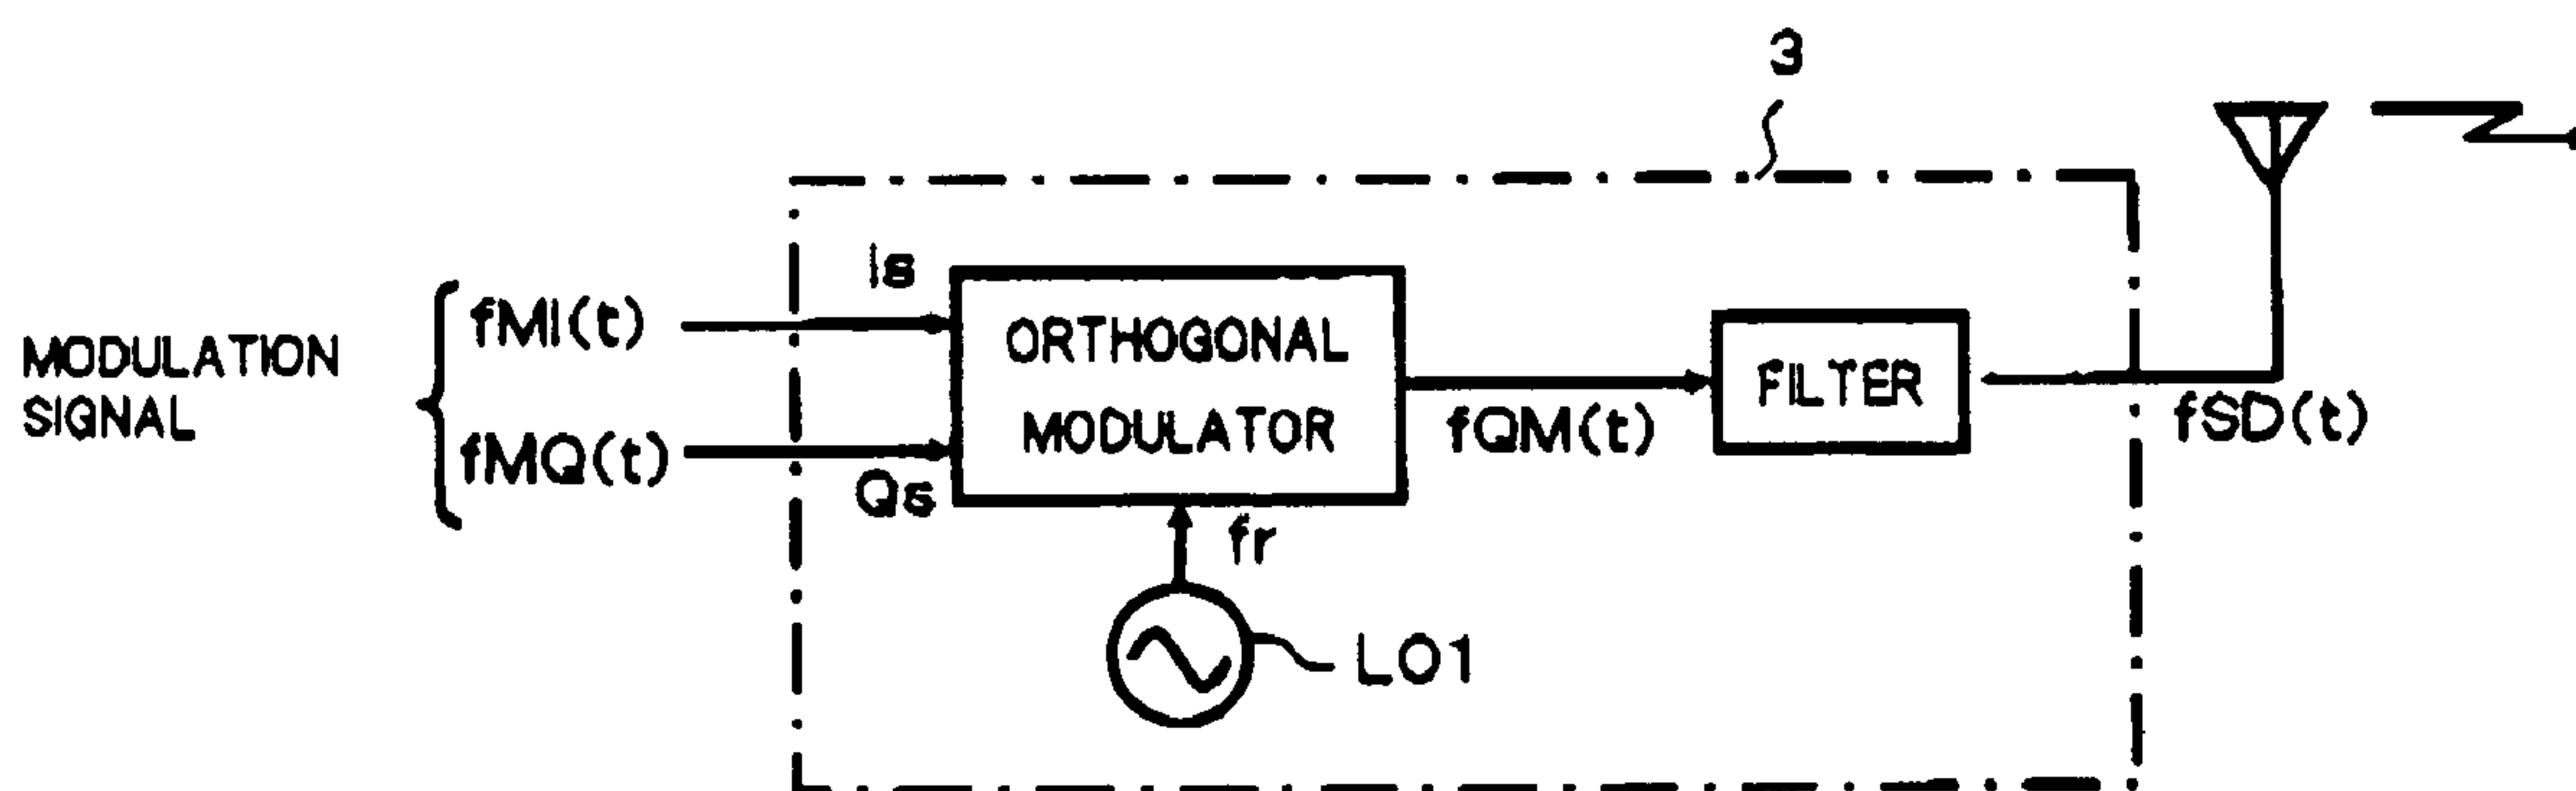 3
MODULATION
SIGNAL
fMI(t)
fMQ(t)
Is
Qs
ORTHOGONAL
MODULATOR
fr
LO1
fQM(t)
FILTER
fSD(t)